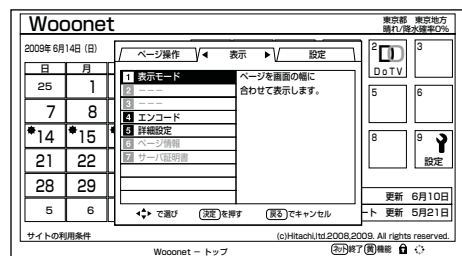 Wooonet
東京都 東京地方
晴れ/降水確率0%
2009年 6月14日 (日)
ページ操作 ◀ 表示 ▶ 設定
日 月
25 1
7 8
14 15
21 22
28 29
5 6
1 表示モード
2 −−−
3 −−−
4 エンコード
5 詳細設定
6 ページ情報
7 サーバ証明書
ページを画面の幅に
合わせて表示します。
で選び 決定を押す 戻るでキャンセル
2 DoTV
3
5
6
8
9 設定
更新 6月10日
ート 更新 5月21日
サイトの利用条件
(c)Hitachi,ltd.2008,2009. All rights reserved.
Wooonet − トップ
ネット終了 黄機能